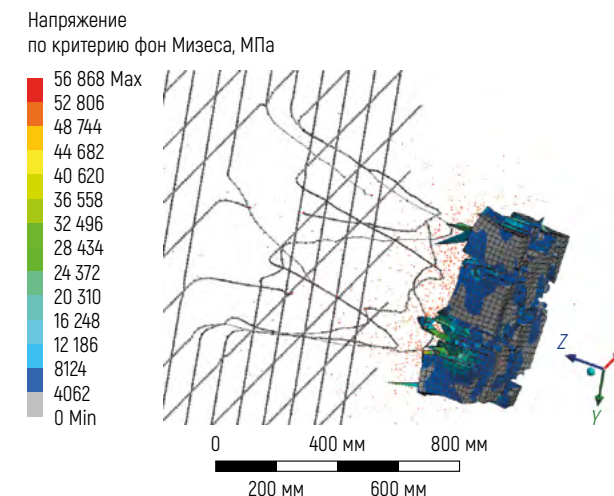 Напряжение
по критерию фон Мизеса, МПа
56 868 Max
52 806
48 744
44 682
40 620
36 558
32 496
28 434
24 372
20 310
16 248
12 186
8124
4062
0 Min
Z
Y
0 400 мм 800 мм
200 мм 600 мм